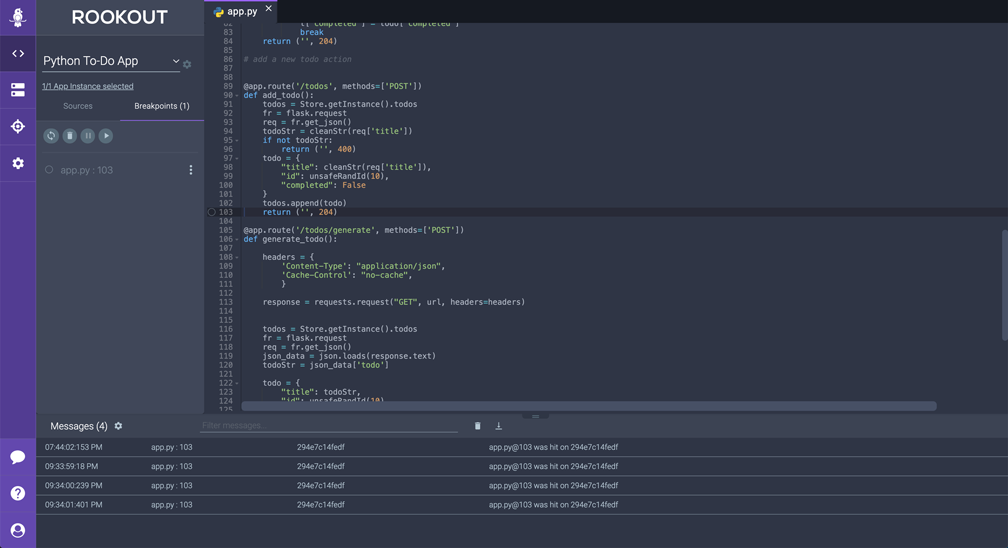 ROOKOUT
Python To-Do App
1/1 App Instance selected
Sources
Breakpoints (1)
app.py : 103
app.py
82 t['completed'] = todo['completed']
83 break
84 return ('', 204)
85
86 # add a new todo action
87
88
89 @app.route('/todos', methods=['POST'])
90 def add_todo():
91 todos = Store.getInstance().todos
92 fr = flask.request
93 req = fr.get_json()
94 todoStr = cleanStr(req['title'])
95 if not todoStr:
96 return ('', 400)
97 todo = {
98 "title": cleanStr(req['title']),
99 "id": unsafeRandId(10),
100 "completed": False
101 }
102 todos.append(todo)
103 return ('', 204)
104
105 @app.route('/todos/generate', methods=['POST'])
106 def generate_todo():
107
108 headers = {
109 'Content-Type': "application/json",
110 'Cache-Control': "no-cache",
111 }
112
113 response = requests.request("GET", url, headers=headers)
114
115
116 todos = Store.getInstance().todos
117 fr = flask.request
118 req = fr.get_json()
119 json_data = json.loads(response.text)
120 todoStr = json_data['todo']
121
122 todo = {
123 "title": todoStr,
124 "id": unsafeRandId(10)
125
Messages (4)
Filter messages...
07:44:02:153 PM app.py : 103 294e7c14fedf app.py@103 was hit on 294e7c14fedf
09:33:59:18 PM app.py : 103 294e7c14fedf app.py@103 was hit on 294e7c14fedf
09:34:00:239 PM app.py : 103 294e7c14fedf app.py@103 was hit on 294e7c14fedf
09:34:01:401 PM app.py : 103 294e7c14fedf app.py@103 was hit on 294e7c14fedf